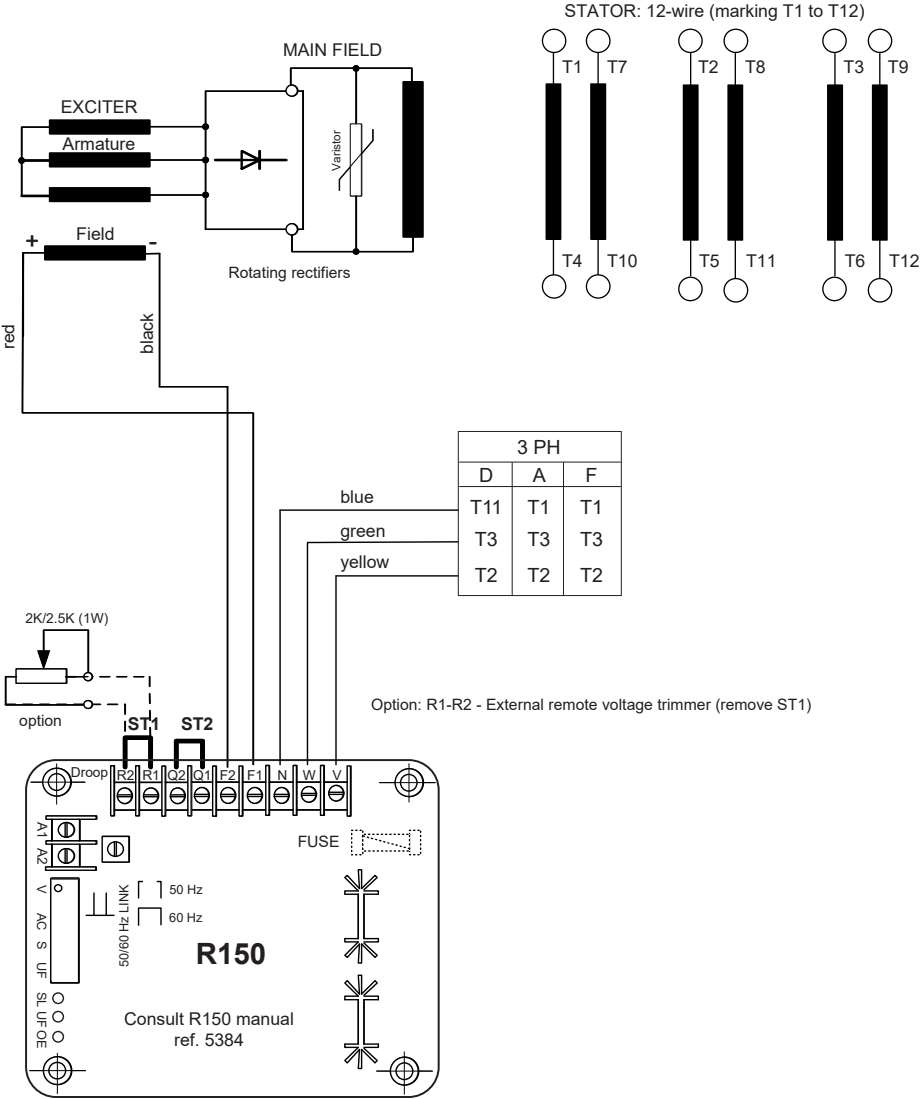 STATOR: 12-wire (marking T1 to T12)
T1 T7 T2 T8 T3 T9
T4 T10 T5 T11 T6 T12
MAIN FIELD
EXCITER
Armature
Varistor
+ Field -
Rotating rectifiers
red
black
3 PH
D A F
blue T11 T1 T1
green T3 T3 T3
yellow T2 T2 T2
2K/2.5K (1W)
option
Option: R1-R2 - External remote voltage trimmer (remove ST1)
ST1 ST2
Droop R2 R1 Q2 Q1 F2 F1 N W V
A1
A2
FUSE
V
AC
S
UF
50/60 Hz LINK
50 Hz
60 Hz
R150
SL
UF
OE
Consult R150 manual
ref. 5384